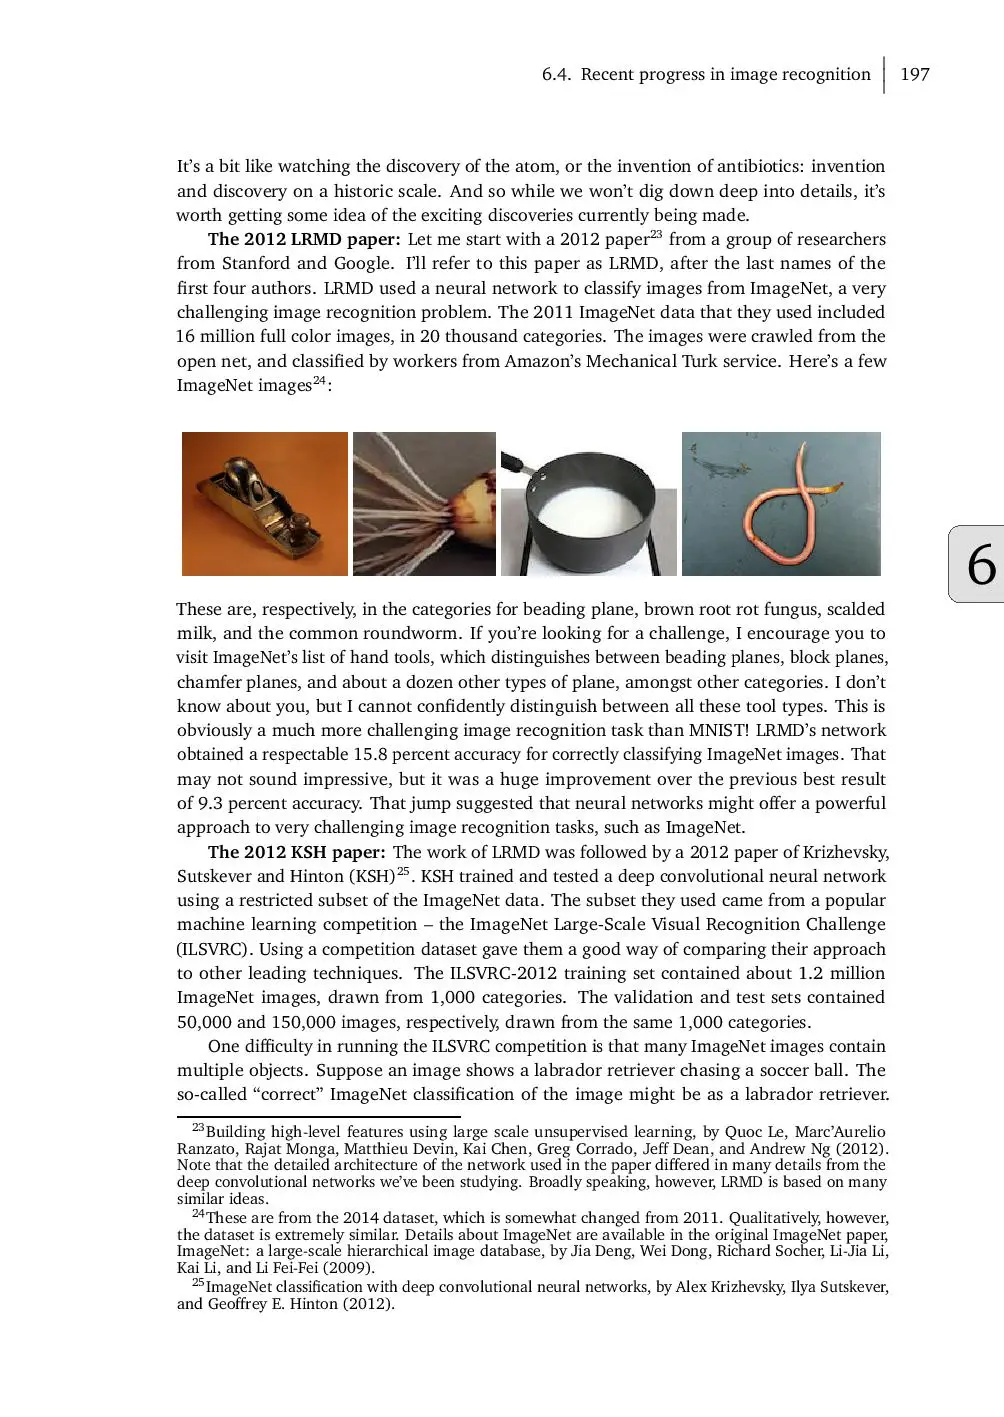 6.4. Recent progress in image recognition 197
It's a bit like watching the discovery of the atom, or the invention of antibiotics: invention
and discovery on a historic scale. And so while we won't dig down deep into details, it's
worth getting some idea of the exciting discoveries currently being made.
The 2012 LRMD paper: Let me start with a 2012 paper23 from a group of researchers
from Stanford and Google. I'll refer to this paper as LRMD, after the last names of the
first four authors. LRMD used a neural network to classify images from ImageNet, a very
challenging image recognition problem. The 2011 ImageNet data that they used included
16 million full color images, in 20 thousand categories. The images were crawled from the
open net, and classified by workers from Amazon's Mechanical Turk service. Here's a few
ImageNet images24:
6
These are, respectively, in the categories for beading plane, brown root rot fungus, scalded
milk, and the common roundworm. If you're looking for a challenge, I encourage you to
visit ImageNet's list of hand tools, which distinguishes between beading planes, block planes,
chamfer planes, and about a dozen other types of plane, amongst other categories. I don't
know about you, but I cannot confidently distinguish between all these tool types. This is
obviously a much more challenging image recognition task than MNIST! LRMD's network
obtained a respectable 15.8 percent accuracy for correctly classifying ImageNet images. That
may not sound impressive, but it was a huge improvement over the previous best result
of 9.3 percent accuracy. That jump suggested that neural networks might offer a powerful
approach to very challenging image recognition tasks, such as ImageNet.
The 2012 KSH paper: The work of LRMD was followed by a 2012 paper of Krizhevsky,
Sutskever and Hinton (KSH)25. KSH trained and tested a deep convolutional neural network
using a restricted subset of the ImageNet data. The subset they used came from a popular
machine learning competition – the ImageNet Large-Scale Visual Recognition Challenge
(ILSVRC). Using a competition dataset gave them a good way of comparing their approach
to other leading techniques. The ILSVRC-2012 training set contained about 1.2 million
ImageNet images, drawn from 1,000 categories. The validation and test sets contained
50,000 and 150,000 images, respectively, drawn from the same 1,000 categories.
One difficulty in running the ILSVRC competition is that many ImageNet images contain
multiple objects. Suppose an image shows a labrador retriever chasing a soccer ball. The
so-called “correct” ImageNet classification of the image might be as a labrador retriever.
23Building high-level features using large scale unsupervised learning, by Quoc Le, Marc'Aurelio
Ranzato, Rajat Monga, Matthieu Devin, Kai Chen, Greg Corrado, Jeff Dean, and Andrew Ng (2012).
Note that the detailed architecture of the network used in the paper differed in many details from the
deep convolutional networks we've been studying. Broadly speaking, however, LRMD is based on many
similar ideas.
24These are from the 2014 dataset, which is somewhat changed from 2011. Qualitatively, however,
the dataset is extremely similar. Details about ImageNet are available in the original ImageNet paper,
ImageNet: a large-scale hierarchical image database, by Jia Deng, Wei Dong, Richard Socher, Li-Jia Li,
Kai Li, and Li Fei-Fei (2009).
25ImageNet classification with deep convolutional neural networks, by Alex Krizhevsky, Ilya Sutskever,
and Geoffrey E. Hinton (2012).